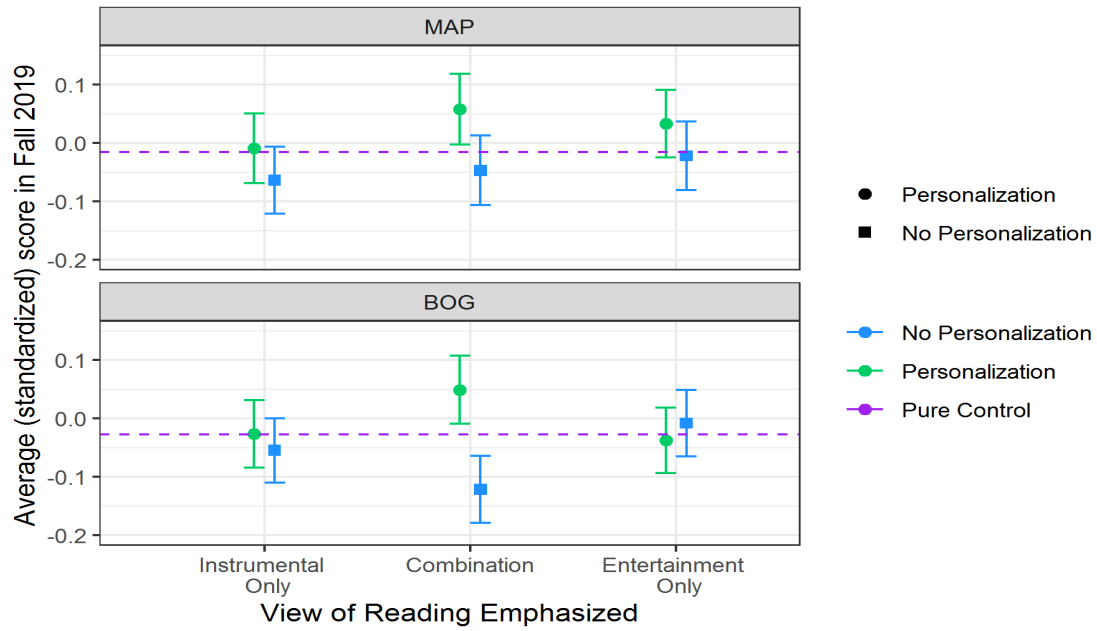 MAP
0.1
0.0
-0.1
-0.2
BOG
0.1
0.0
-0.1
-0.2
Average (standardized) score in Fall 2019
Instrumental
Only
Combination
Entertainment
Only
View of Reading Emphasized
Personalization
No Personalization
No Personalization
Personalization
Pure Control